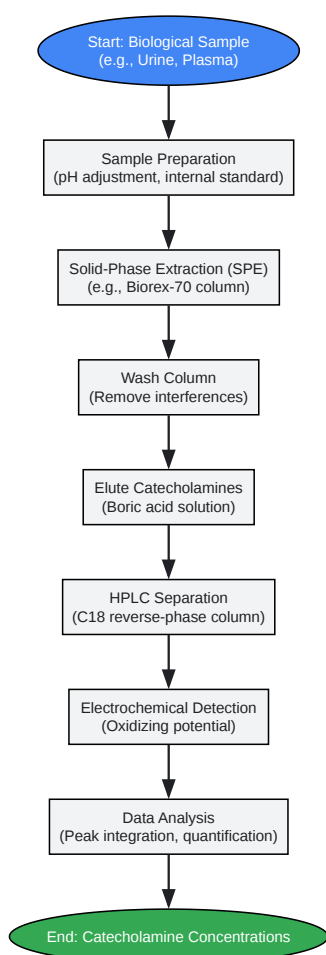 Start: Biological Sample
(e.g., Urine, Plasma)
Sample Preparation
(pH adjustment, internal standard)
Solid-Phase Extraction (SPE)
(e.g., Biorex-70 column)
Wash Column
(Remove interferences)
Elute Catecholamines
(Boric acid solution)
HPLC Separation
(C18 reverse-phase column)
Electrochemical Detection
(Oxidizing potential)
Data Analysis
(Peak integration, quantification)
End: Catecholamine Concentrations